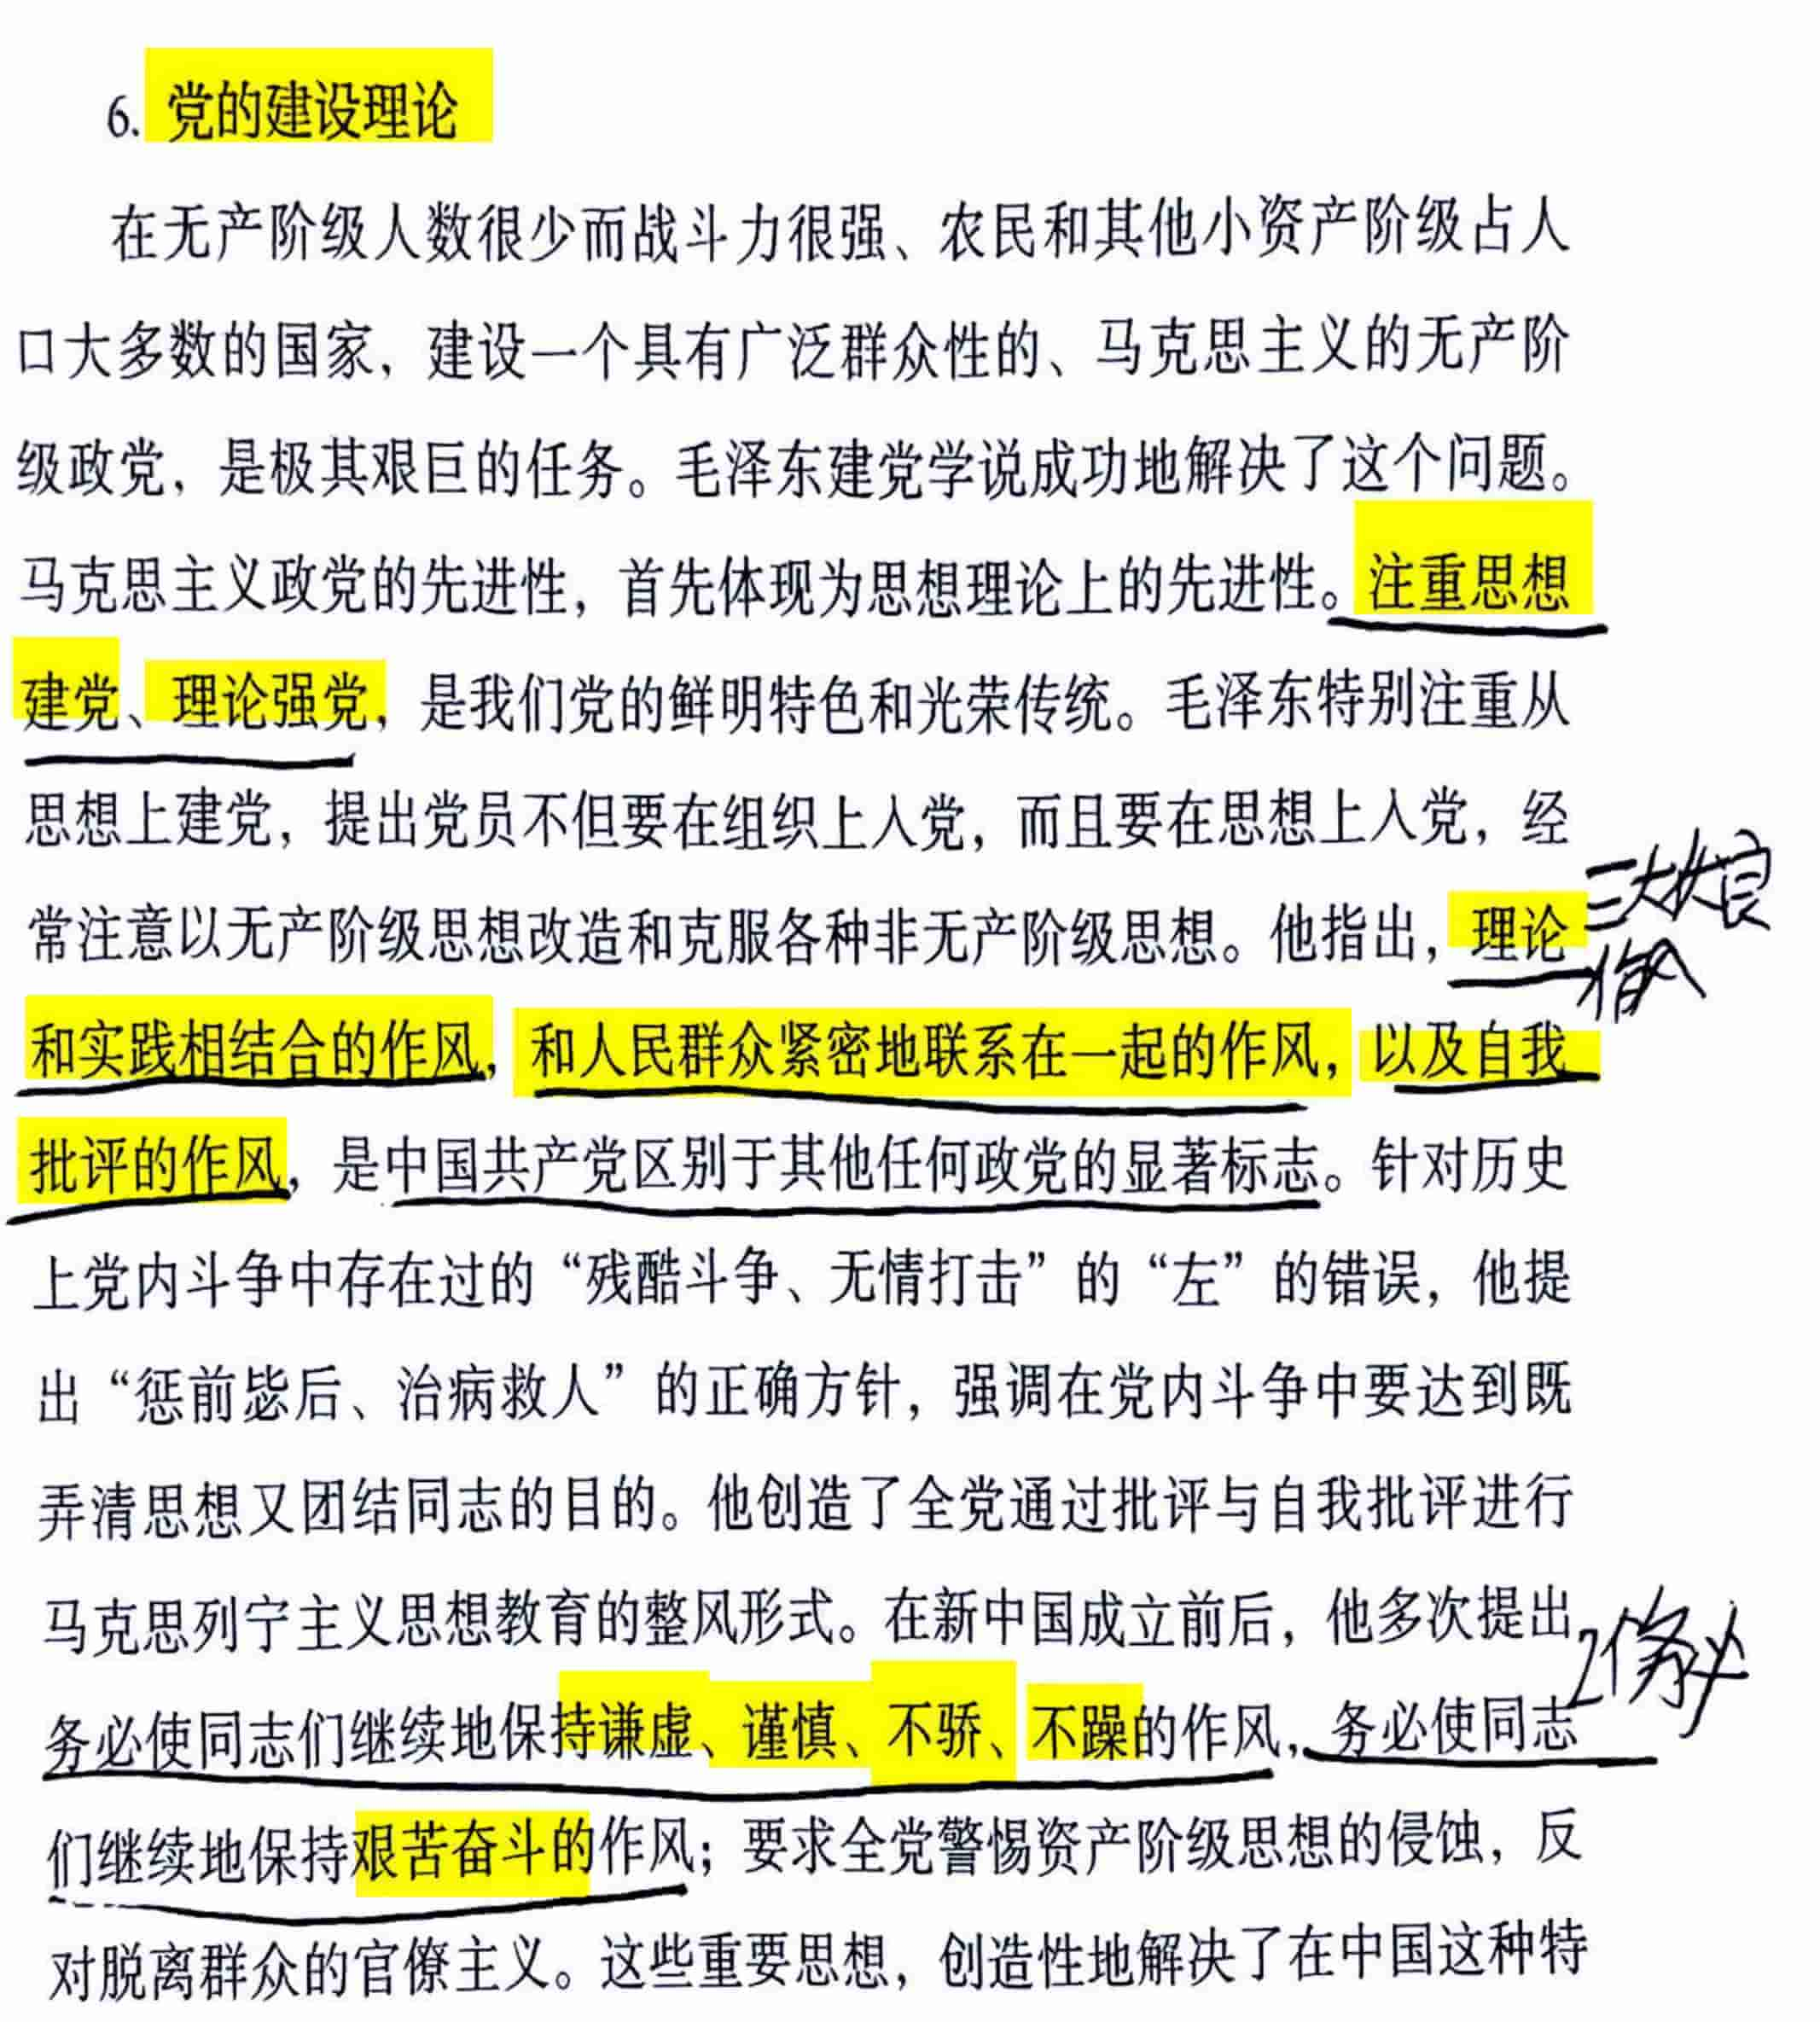 6. 党的建设理论
在无产阶级人数很少而战斗力很强、农民和其他小资产阶级占人
口大多数的国家，建设一个具有广泛群众性的、马克思主义的无产阶
级政党，是极其艰巨的任务。毛泽东建党学说成功地解决了这个问题。
马克思主义政党的先进性，首先体现为思想理论上的先进性。注重思想
建党、理论强党，是我们党的鲜明特色和光荣传统。毛泽东特别注重从
思想上建党，提出党员不但要在组织上入党，而且要在思想上入党，经
常注意以无产阶级思想改造和克服各种非无产阶级思想。他指出，理论
三大优良
作风
和实践相结合的作风，和人民群众紧密地联系在一起的作风，以及自我
批评的作风，是中国共产党区别于其他任何政党的显著标志。针对历史
上党内斗争中存在过的“残酷斗争、无情打击”的“左”的错误，他提
出“惩前毖后、治病救人”的正确方针，强调在党内斗争中要达到既
弄清思想又团结同志的目的。他创造了全党通过批评与自我批评进行
马克思列宁主义思想教育的整风形式。在新中国成立前后，他多次提出
2个务必
务必使同志们继续地保持谦虚、谨慎、不骄、不躁的作风，务必使同志
们继续地保持艰苦奋斗的作风；要求全党警惕资产阶级思想的侵蚀，反
对脱离群众的官僚主义。这些重要思想，创造性地解决了在中国这种特